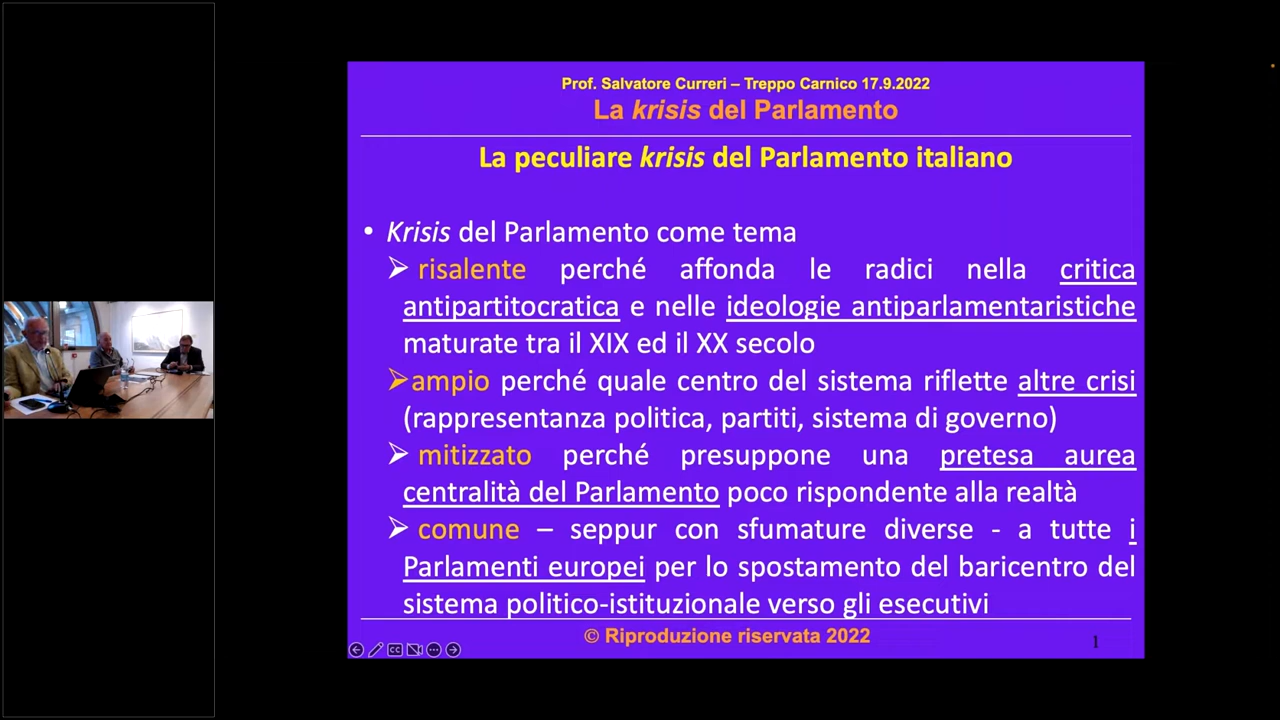 Prof. Salvatore Curreri – Treppo Carnico 17.9.2022
La krisis del Parlamento
La peculiare krisis del Parlamento italiano
• Krisis del Parlamento come tema
➢ risalente perché affonda le radici nella critica
antipartitocratica e nelle ideologie antiparlamentaristiche
maturate tra il XIX ed il XX secolo
➢ampio perché quale centro del sistema riflette altre crisi
(rappresentanza politica, partiti, sistema di governo)
➢ mitizzato perché presuppone una pretesa aurea
centralità del Parlamento poco rispondente alla realtà
➢ comune – seppur con sfumature diverse - a tutte i
Parlamenti europei per lo spostamento del baricentro del
sistema politico-istituzionale verso gli esecutivi
© Riproduzione riservata 2022
1
CC